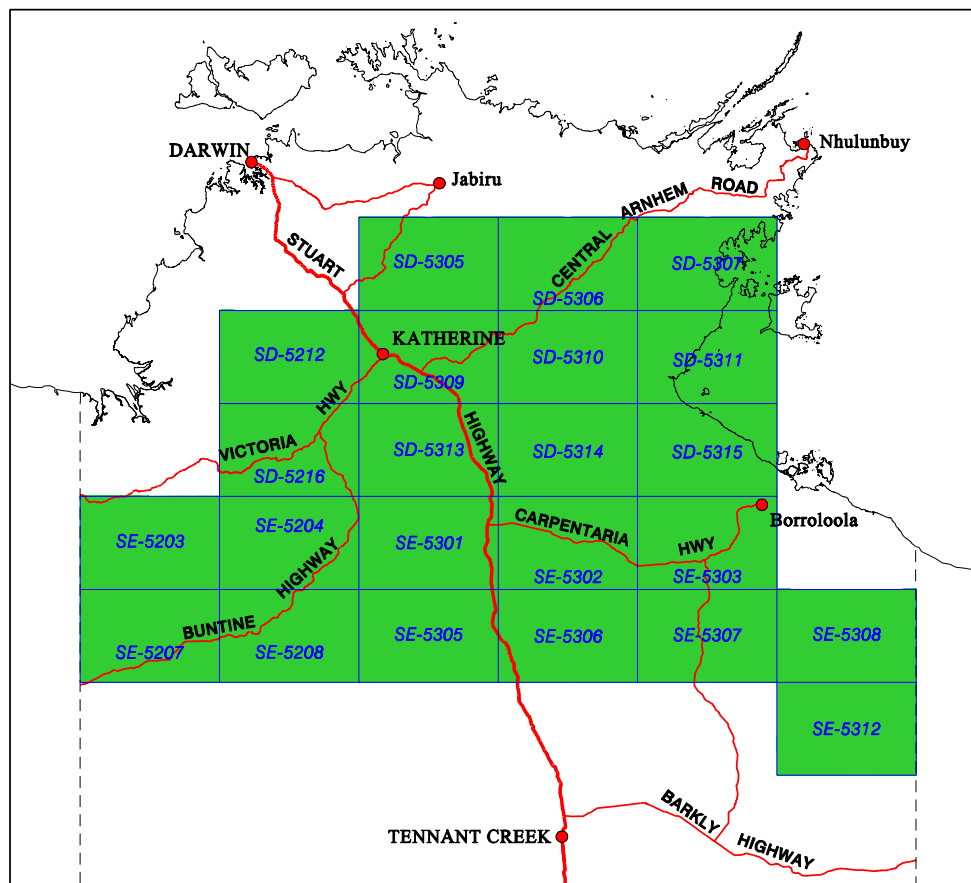 Nhulunbuy
DARWIN
Jabiru
ARNHEM
ROAD
STUART
CENTRAL
SD-5305
SD-5306
SD-5307
KATHERINE
SD-5212
SD-5309
SD-5310
SD-5311
HWY
VICTORIA
HIGHWAY
SD-5216
SD-5313
SD-5314
SD-5315
CARPENTARIA
HWY
Borroloola
SE-5203
SE-5204
SE-5301
SE-5302
SE-5303
HIGHWAY
BUNTINE
SE-5207
SE-5208
SE-5305
SE-5306
SE-5307
SE-5308
SE-5312
BARKLY
HIGHWAY
TENNANT CREEK